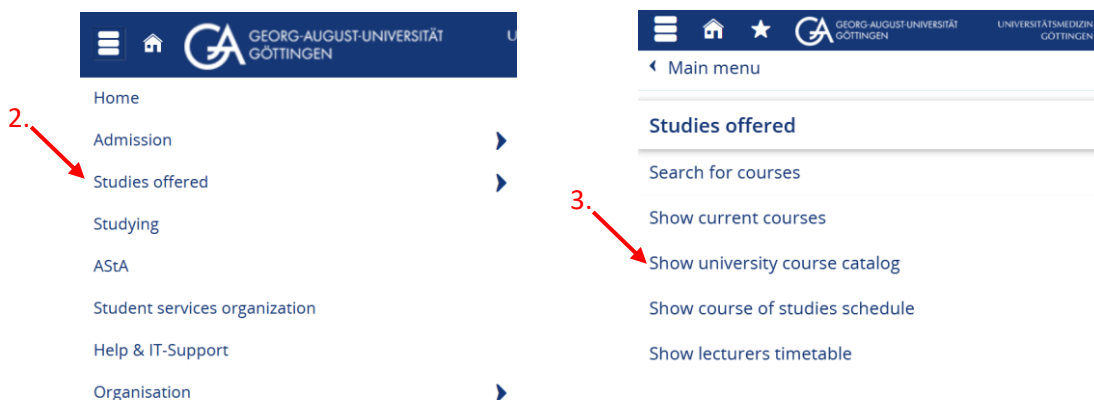 GEORG-AUGUST-UNIVERSITÄT
GÖTTINGEN
U
Home
2.
Admission
Studies offered
Studying
AStA
Student services organization
Help & IT-Support
Organisation
GEORG-AUGUST-UNIVERSITÄT
GÖTTINGEN
UNIVERSITÄTSMEDIZIN
GÖTTINGEN
Main menu
Studies offered
Search for courses
3.
Show current courses
Show university course catalog
Show course of studies schedule
Show lecturers timetable